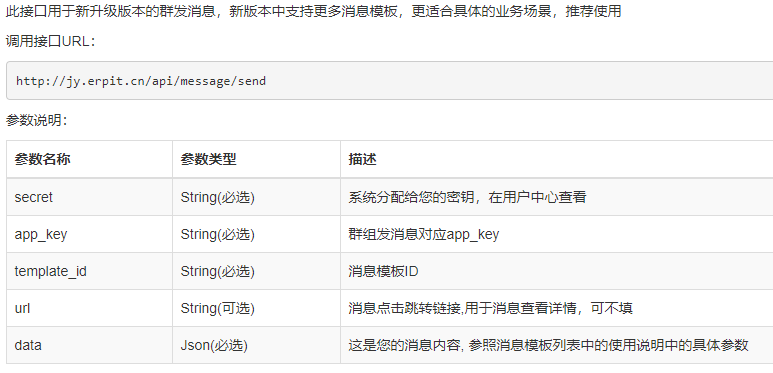 此接口用于新升级版本的群发消息，新版本中支持更多消息模板，更适合具体的业务场景，推荐使用
调用接口URL：
http://jy.erpit.cn/api/message/send
参数说明：
参数名称 参数类型 描述
secret String(必选) 系统分配给您的密钥，在用户中心查看
app_key String(必选) 群组发消息对应app_key
template_id String(必选) 消息模板ID
url String(可选) 消息点击跳转链接,用于消息查看详情，可不填
data Json(必选) 这是您的消息内容, 参照消息模板列表中的使用说明中的具体参数